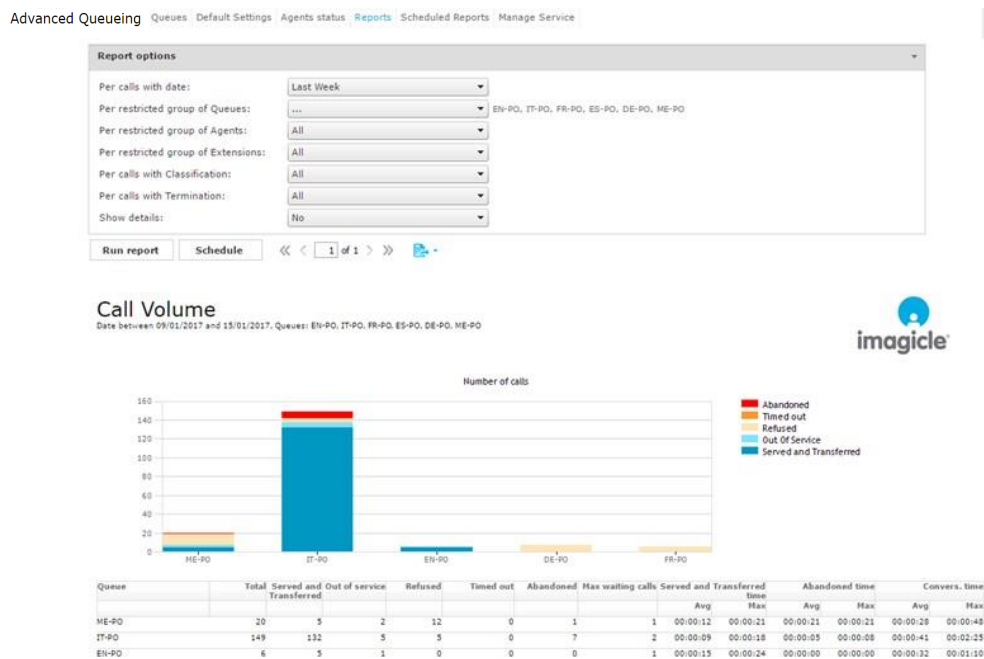 Advanced Queueing Queues Default Settings Agents status Reports Scheduled Reports Manage Service
Report options
Per calls with date: Last Week
Per restricted group of Queues: ... EN-PO, IT-PO, FR-PO, ES-PO, DE-PO, ME-PO
Per restricted group of Agents: All
Per restricted group of Extensions: All
Per calls with Classification: All
Per calls with Termination: All
Show details: No
Run report Schedule 1 of 1
Call Volume
Date between 09/01/2017 and 15/01/2017, Queues: EN-PO, IT-PO, FR-PO, ES-PO, DE-PO, ME-PO
imagicle
Number of calls
160
140
120
100
80
60
40
20
0
ME-PO IT-PO EN-PO DE-PO FR-PO
Abandoned
Timed out
Refused
Out Of Service
Served and Transferred
Queue Total Served and Transferred Out of service Refused Timed out Abandoned Max waiting calls Served and Transferred time Abandoned time Convers. time
Avg Max Avg Max Avg Max
ME-PO 20 5 2 12 0 1 1 00:00:12 00:00:21 00:00:21 00:00:21 00:00:28 00:00:48
IT-PO 149 132 5 5 0 7 2 00:00:09 00:00:18 00:00:05 00:00:08 00:00:41 00:02:25
EN-PO 6 5 1 0 0 0 1 00:00:15 00:00:24 00:00:00 00:00:00 00:00:32 00:01:10